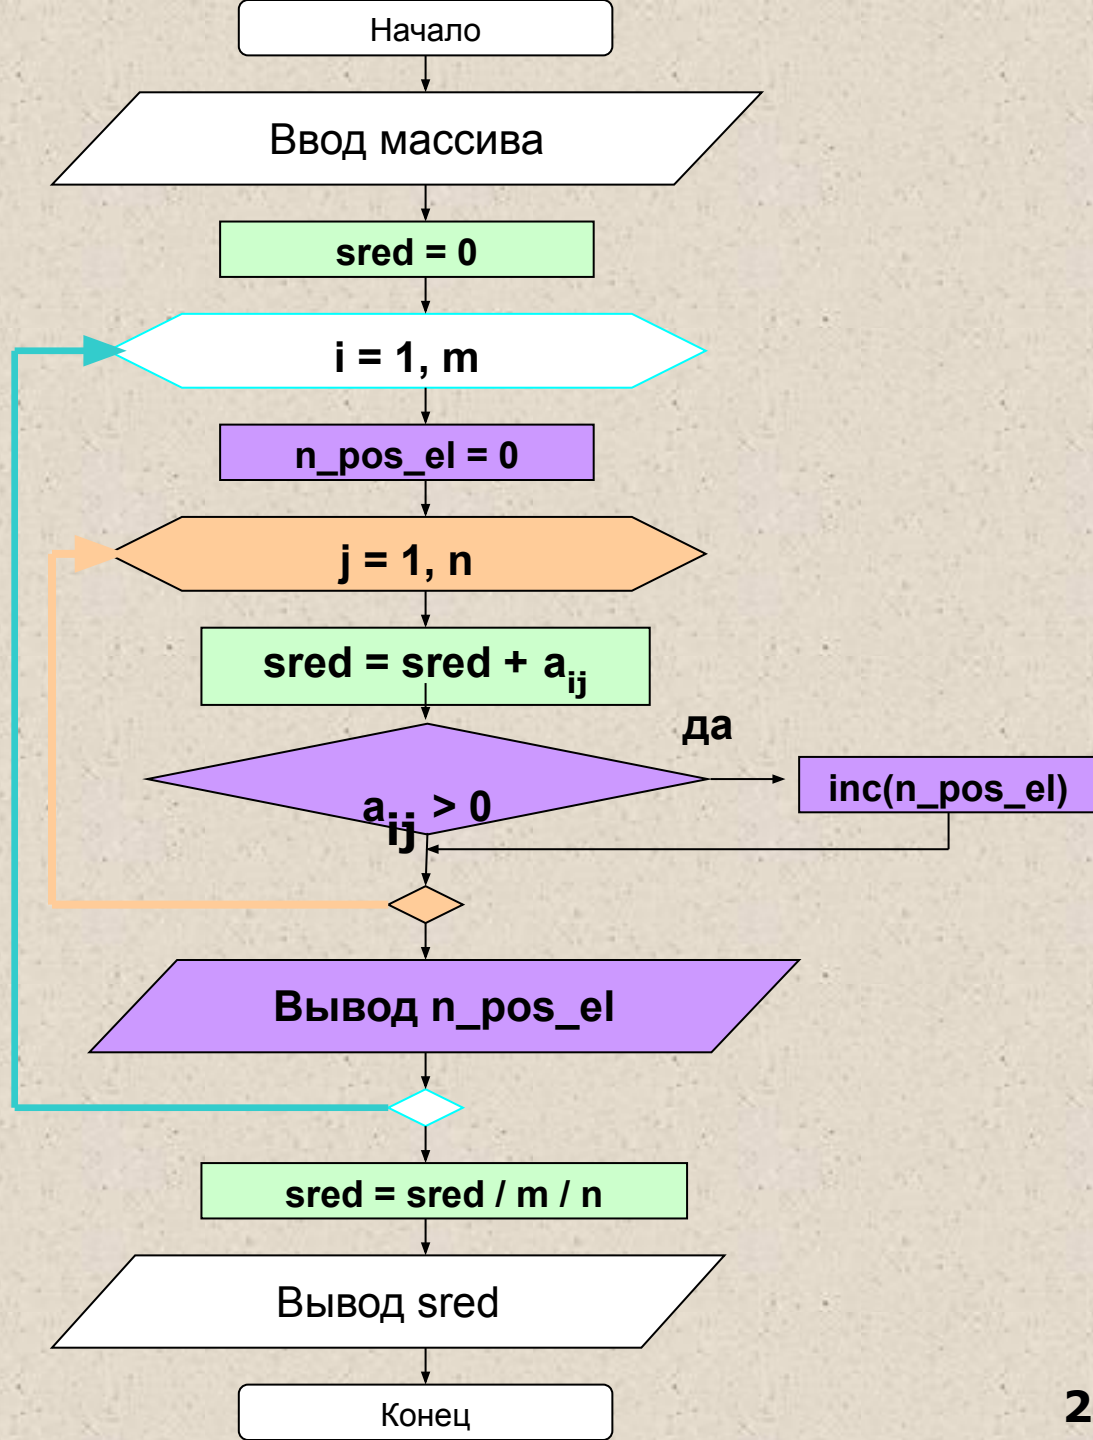 Начало
Ввод массива
sred = 0
i = 1, m
n_pos_el = 0
j = 1, n
sred = sred + aij
да
inc(n_pos_el)
aij > 0
Вывод n_pos_el
sred = sred / m / n
Вывод sred
Конец
2